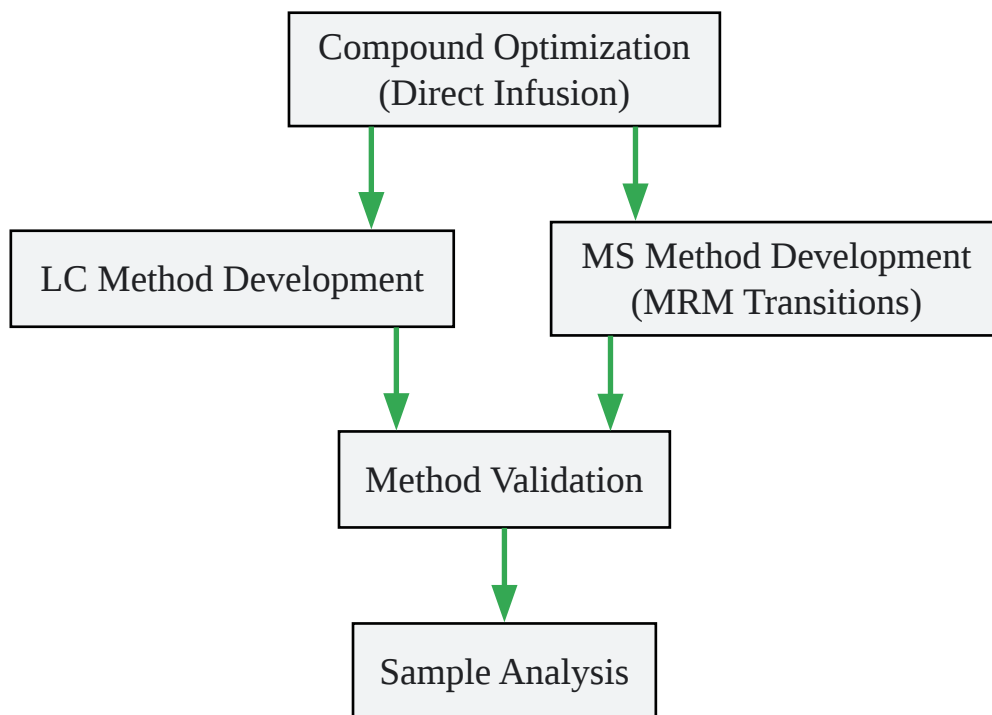 Compound Optimization
(Direct Infusion)
LC Method Development
MS Method Development
(MRM Transitions)
Method Validation
Sample Analysis